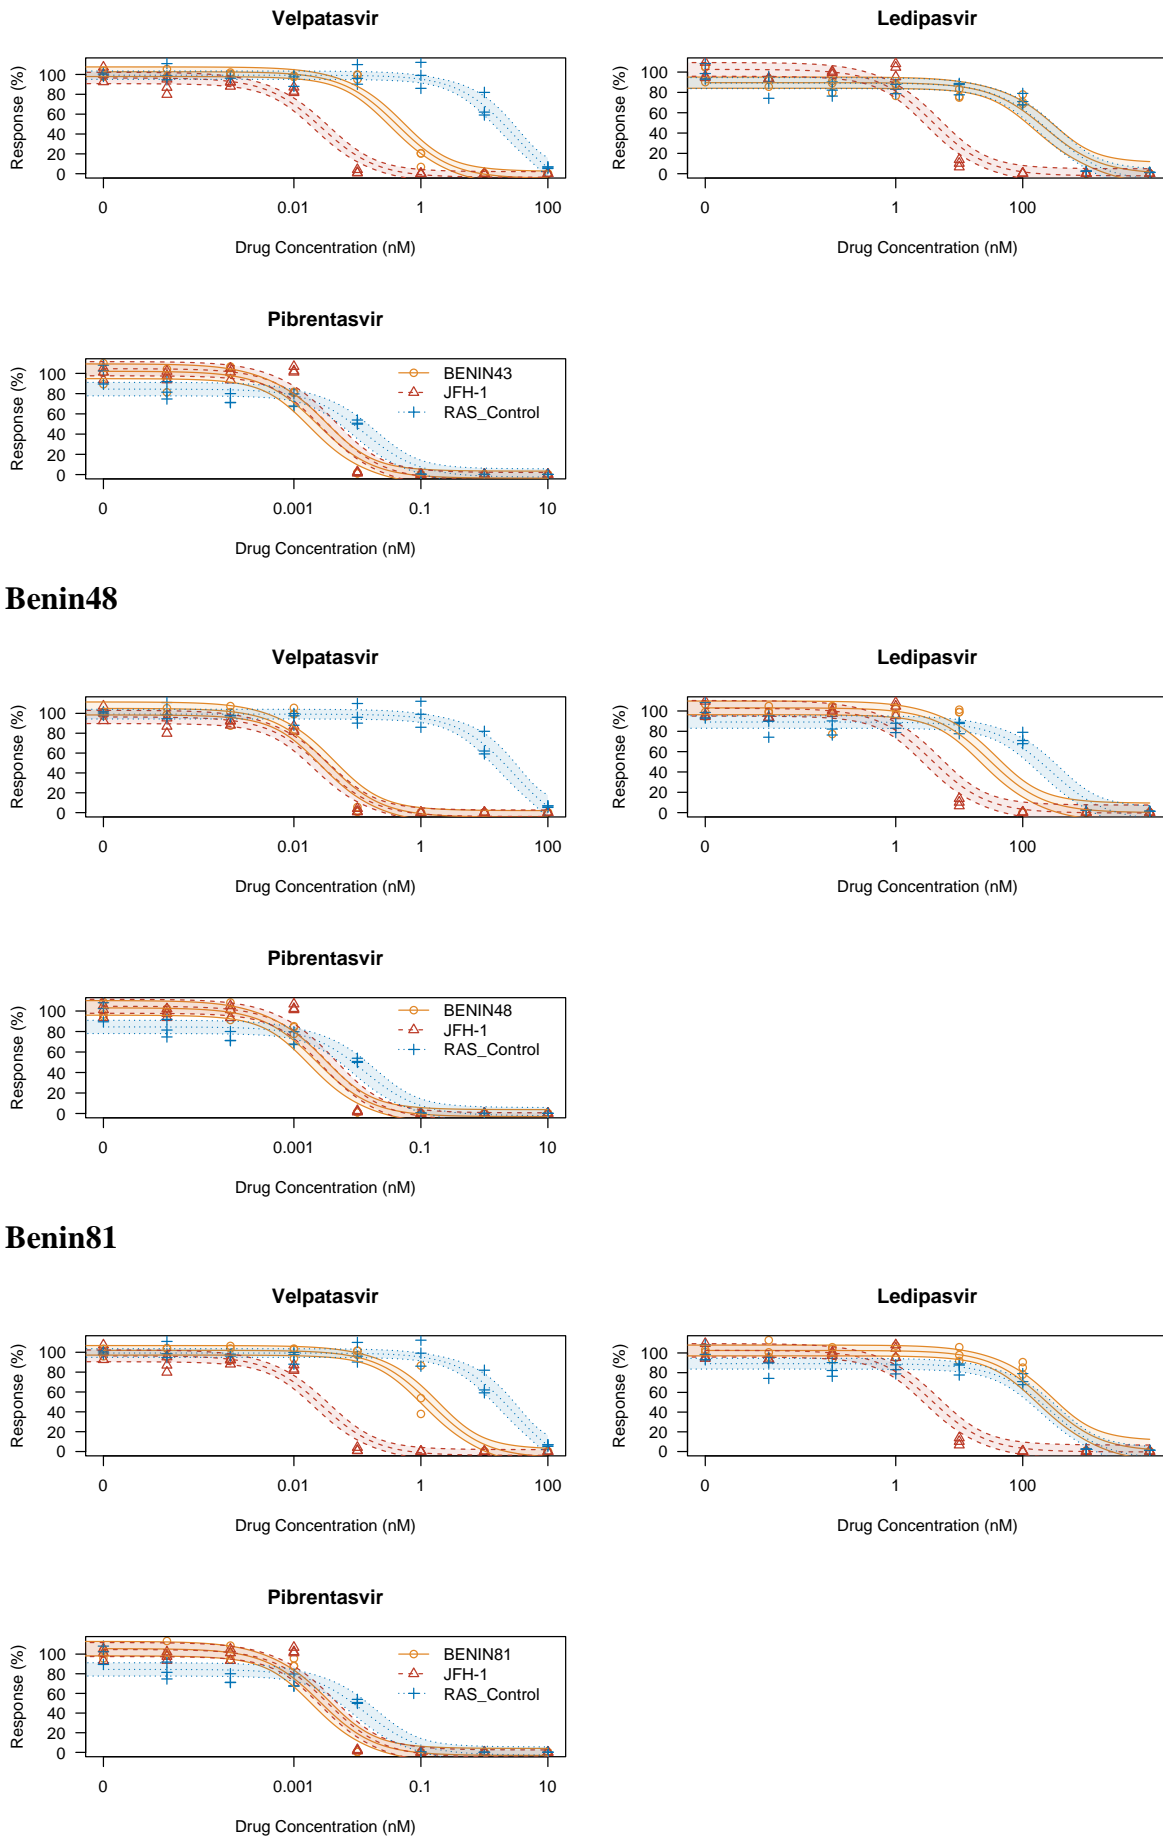 Velpatasvir
Response (%)
100
80
60
40
20
0
0 0.01 1 100
Drug Concentration (nM)
Ledipasvir
Response (%)
100
80
60
40
20
0
0 1 100
Drug Concentration (nM)
Pibrentasvir
Response (%)
100
80
60
40
20
0
BENIN43
JFH-1
RAS_Control
0 0.001 0.1 10
Drug Concentration (nM)
Benin48
Velpatasvir
Response (%)
100
80
60
40
20
0
0 0.01 1 100
Drug Concentration (nM)
Ledipasvir
Response (%)
100
80
60
40
20
0
0 1 100
Drug Concentration (nM)
Pibrentasvir
Response (%)
100
80
60
40
20
0
BENIN48
JFH-1
RAS_Control
0 0.001 0.1 10
Drug Concentration (nM)
Benin81
Velpatasvir
Response (%)
100
80
60
40
20
0
0 0.01 1 100
Drug Concentration (nM)
Ledipasvir
Response (%)
100
80
60
40
20
0
0 1 100
Drug Concentration (nM)
Pibrentasvir
Response (%)
100
80
60
40
20
0
BENIN81
JFH-1
RAS_Control
0 0.001 0.1 10
Drug Concentration (nM)